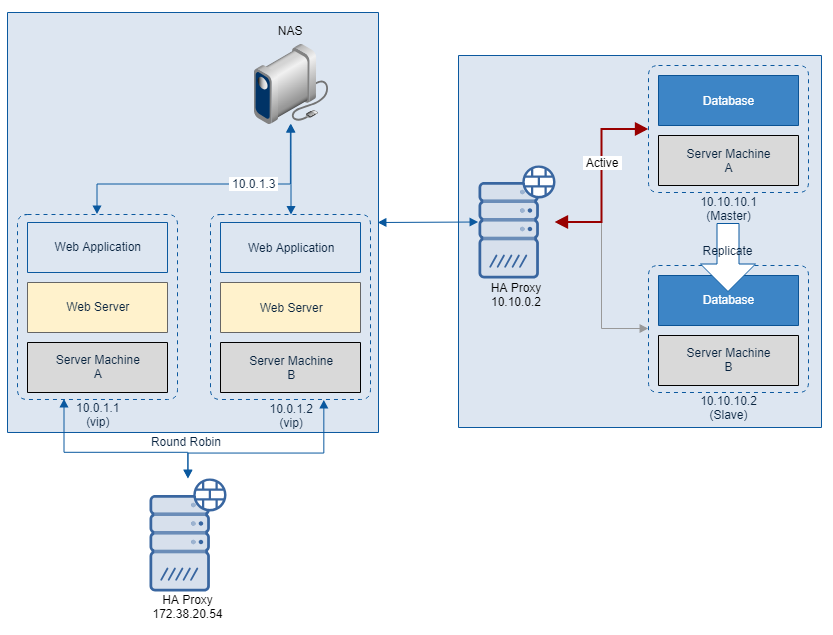 NAS
10.0.1.3
Web Application
Web Server
Server Machine
A
10.0.1.1
(vip)
Web Application
Web Server
Server Machine
B
10.0.1.2
(vip)
Round Robin
HA Proxy
172.38.20.54
HA Proxy
10.10.0.2
Active
Database
Server Machine
A
10.10.10.1
(Master)
Replicate
Database
Server Machine
B
10.10.10.2
(Slave)